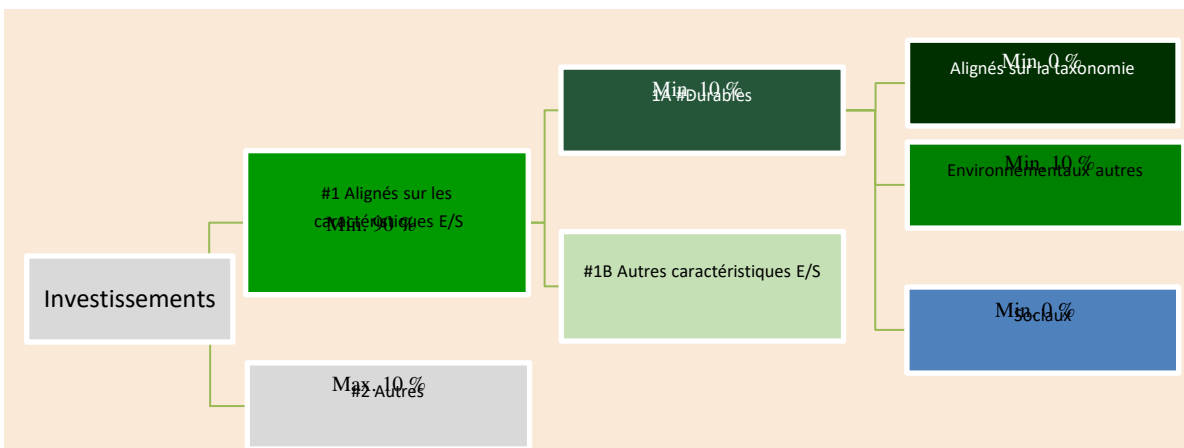 Investissements
#1 Alignés sur les
caractéristiques E/S
Min. 90 %
Max. 10 %
#2 Autres
Min. 10 %
1A #Durables
#1B Autres caractéristiques E/S
Min. 0 %
Alignés sur la taxonomie
Min. 10 %
Environnementaux autres
Min. 0 %
Sociaux